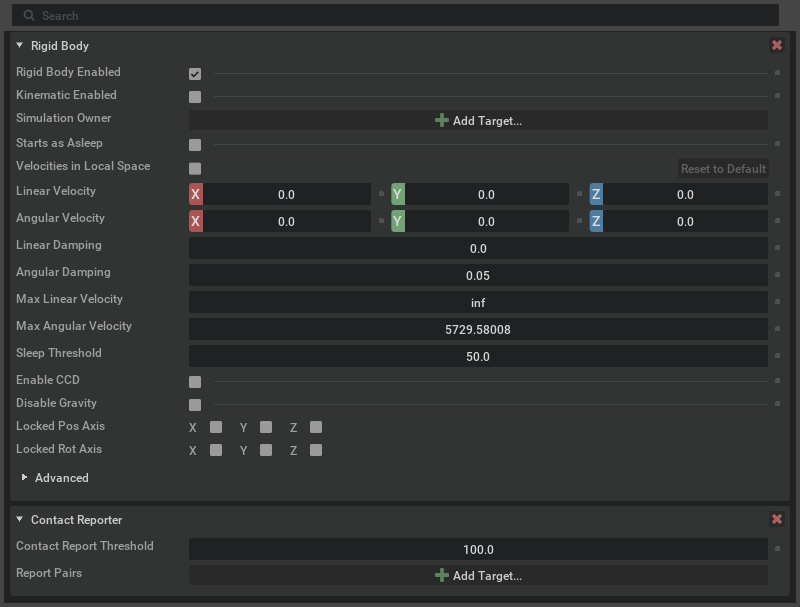 Search
Rigid Body
Rigid Body Enabled
Kinematic Enabled
Simulation Owner Add Target...
Starts as Asleep
Velocities in Local Space Reset to Default
Linear Velocity X 0.0 Y 0.0 Z 0.0
Angular Velocity X 0.0 Y 0.0 Z 0.0
Linear Damping 0.0
Angular Damping 0.05
Max Linear Velocity inf
Max Angular Velocity 5729.58008
Sleep Threshold 50.0
Enable CCD
Disable Gravity
Locked Pos Axis X Y Z
Locked Rot Axis X Y Z
Advanced
Contact Reporter
Contact Report Threshold 100.0
Report Pairs Add Target...